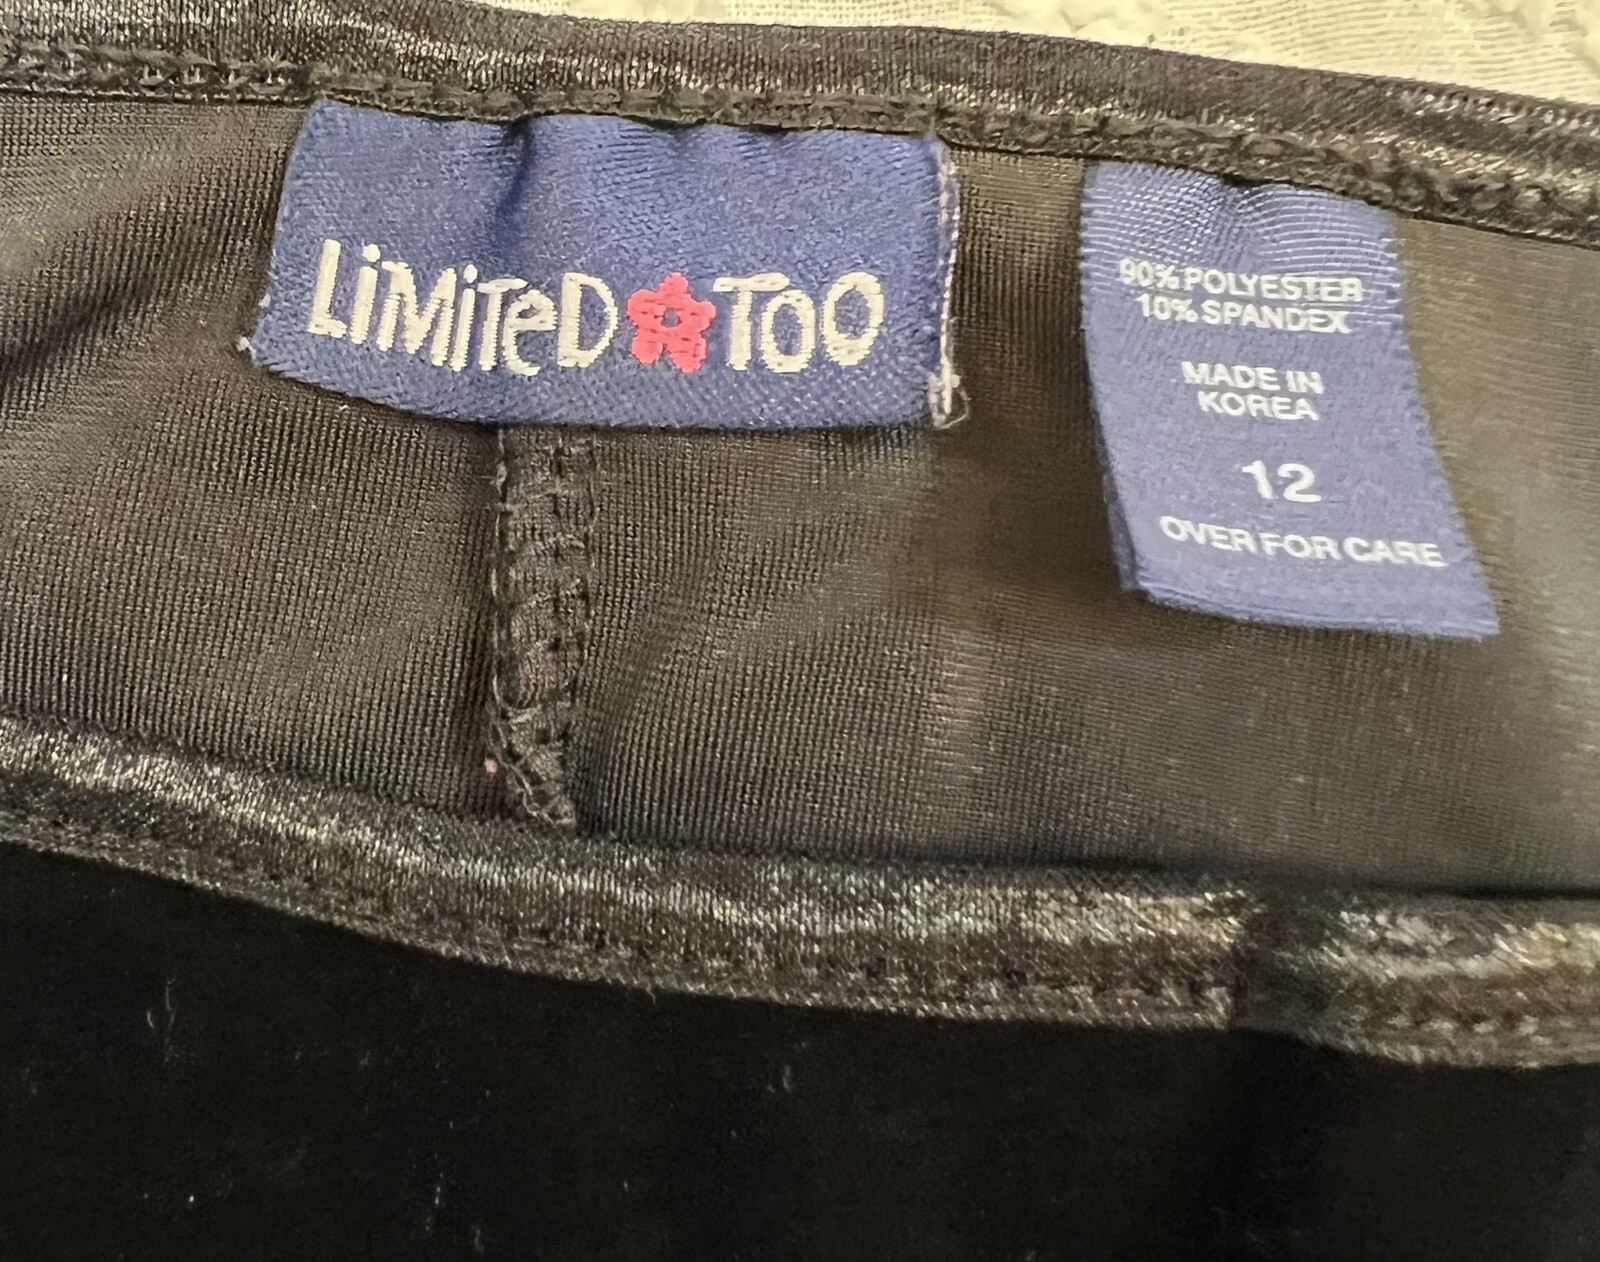 LiMiTeD TOO
90% POLYESTER
10% SPANDEX
MADE IN
KOREA
12
OVER FOR CARE